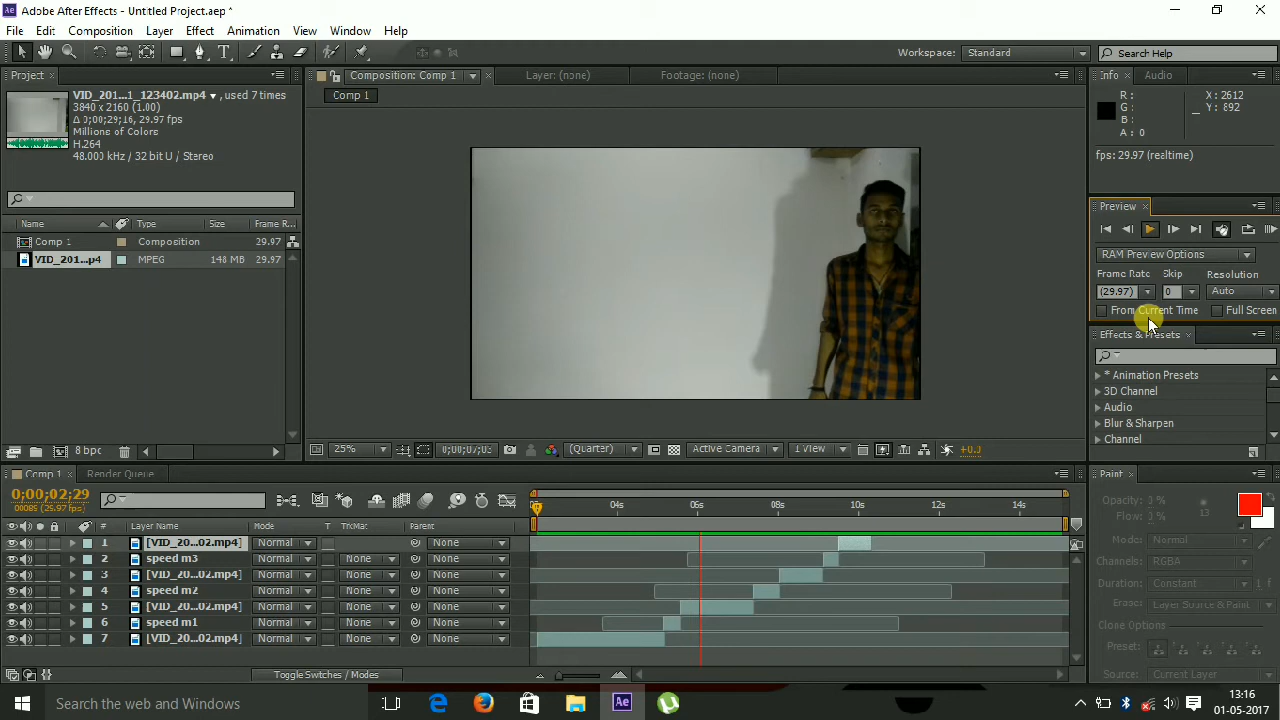 Adobe After Effects - Untitled Project.aep *
File Edit Composition Layer Effect Animation View Window Help
Workspace: Standard Search Help
Project
Composition: Comp 1
Layer: (none)
Footage: (none)
Info Audio
VID_201...1_123402.mp4 , used 7 times
3840 x 2160 (1.00)
Δ 0;00;29;16, 29.97 fps
Millions of Colors
H.264
48.000 kHz / 32 bit U / Stereo
Comp 1
R :
G :
B :
A : 0
X : 2612
Y : 892
fps: 29.97 (realtime)
Preview
RAM Preview Options
Frame Rate Skip Resolution
(29.97) 0 Auto
From Current Time Full Screen
Name Type Size Frame R...
Comp 1 Composition 29.97
VID_201...p4 MPEG 148 MB 29.97
Effects & Presets
* Animation Presets
3D Channel
Audio
Blur & Sharpen
Channel
8 bpc
25% 0;00;07;03 (Quarter) Active Camera 1 View +0.0
Comp 1 Render Queue
0;00;02;29
00089 (29.97 fps)
04s 06s 08s 10s 12s 14s
# Layer Name Mode T TrkMat Parent
1 [VID_20...02.mp4] Normal None
2 speed m3 Normal None None
3 [VID_20...02.mp4] Normal None None
4 speed m2 Normal None None
5 [VID_20...02.mp4] Normal None None
6 speed m1 Normal None None
7 [VID_20...02.mp4] Normal None None
Toggle Switches / Modes
Paint
Opacity: 0 %
Flow: 0 %
13
Mode: Normal
Channels: RGBA
Duration: Constant
Erase: Layer Source & Paint
Clone Options
Preset:
Source: Current Layer
Search the web and Windows
Ae
13:16
01-05-2017